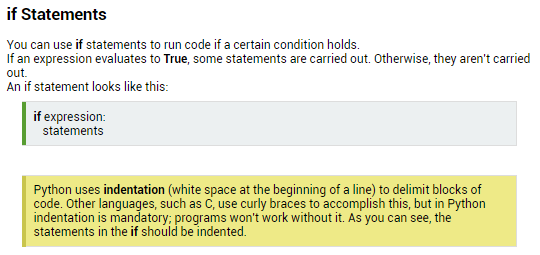 if Statements
You can use if statements to run code if a certain condition holds.
If an expression evaluates to True, some statements are carried out. Otherwise, they aren't carried
out.
An if statement looks like this:
if expression:
statements
Python uses indentation (white space at the beginning of a line) to delimit blocks of
code. Other languages, such as C, use curly braces to accomplish this, but in Python
indentation is mandatory; programs won't work without it. As you can see, the
statements in the if should be indented.